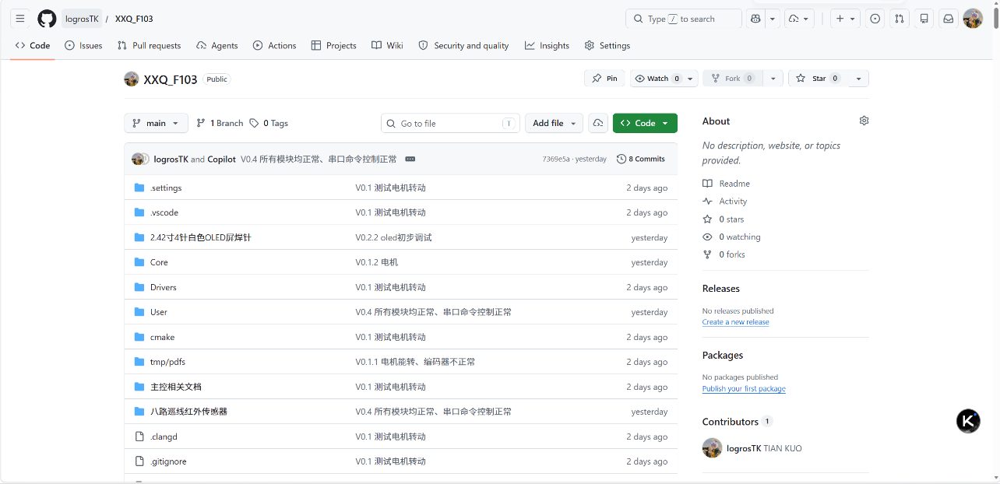 logrosTK / XXQ_F103 Type / to search
Code Issues Pull requests Agents Actions Projects Wiki Security and quality Insights Settings
XXQ_F103 Public Pin Watch 0 Fork 0 Star 0
main 1 Branch 0 Tags Go to file T Add file Code
logrosTK and Copilot V0.4 所有模块均正常、串口命令控制正常 7369e5a · yesterday 8 Commits
.settings V0.1 测试电机转动 2 days ago
.vscode V0.1 测试电机转动 2 days ago
2.42寸4针白色OLED屏焊针 V0.2.2 oled初步调试 yesterday
Core V0.1.2 电机 yesterday
Drivers V0.1 测试电机转动 2 days ago
User V0.4 所有模块均正常、串口命令控制正常 yesterday
cmake V0.1 测试电机转动 2 days ago
tmp/pdfs V0.1.1 电机能转、编码器不正常 2 days ago
主控相关文档 V0.1 测试电机转动 2 days ago
八路巡线红外传感器 V0.4 所有模块均正常、串口命令控制正常 yesterday
.clangd V0.1 测试电机转动 2 days ago
.gitignore V0.1 测试电机转动 2 days ago
About
No description, website, or topics
provided.
Readme
Activity
0 stars
0 watching
0 forks
Releases
No releases published
Create a new release
Packages
No packages published
Publish your first package
Contributors 1
logrosTK TIAN KUO
K